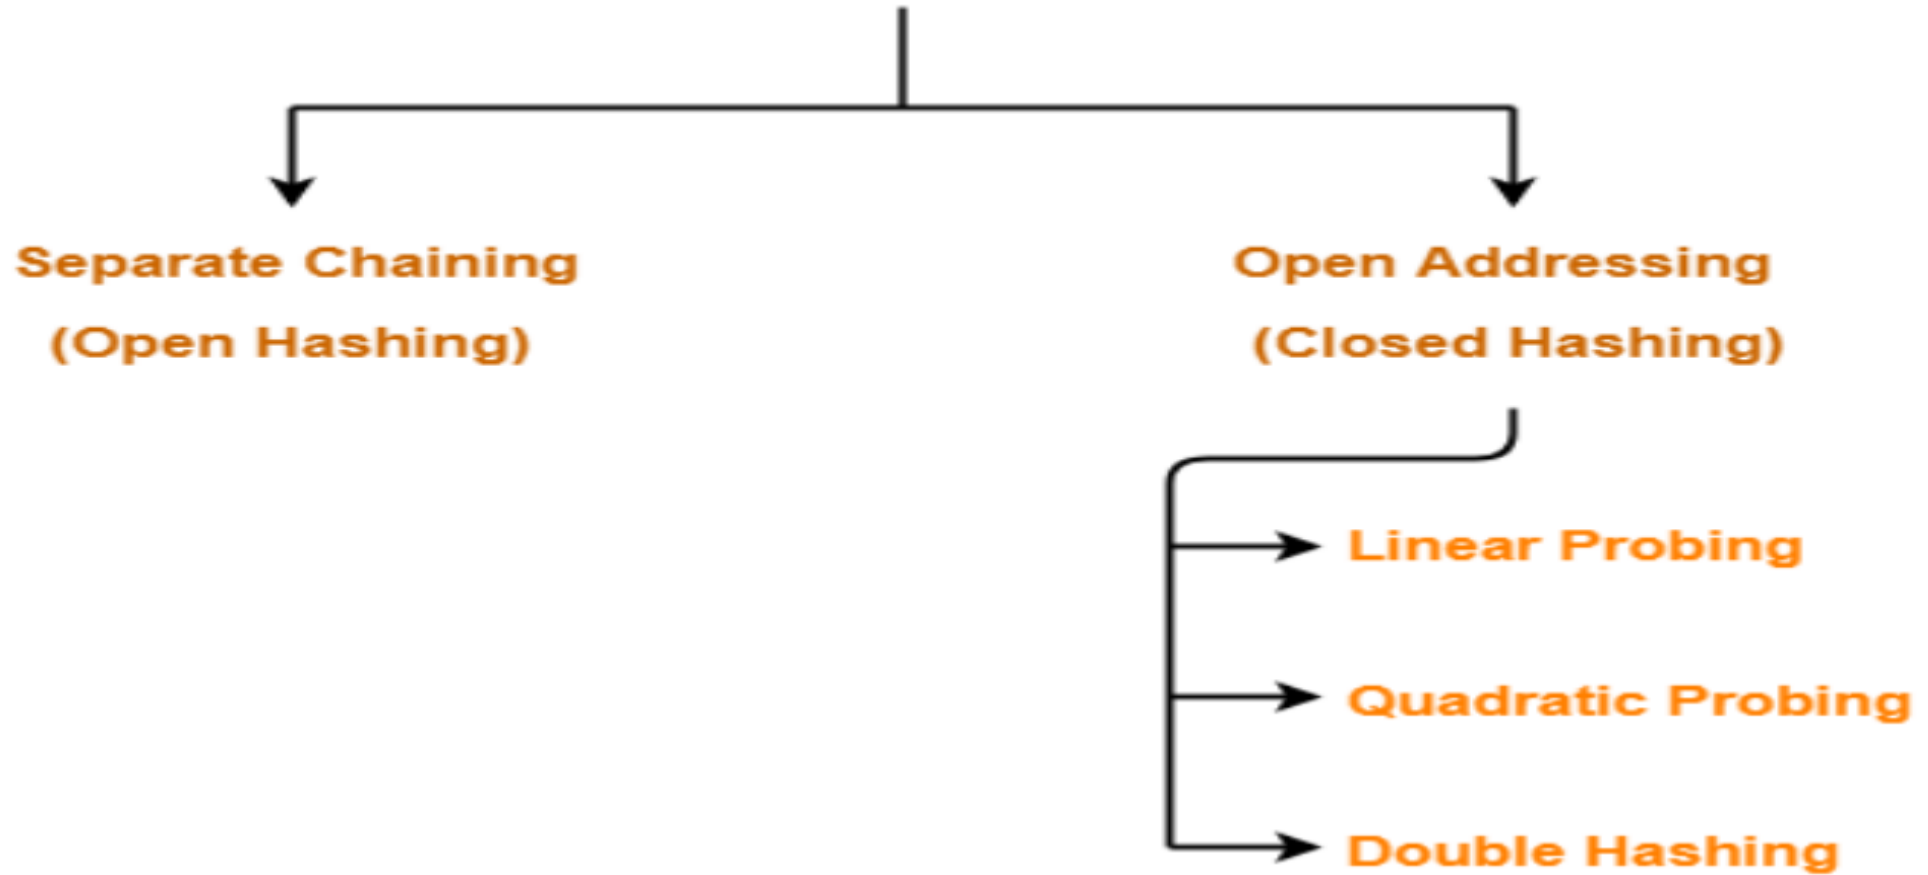 Separate Chaining
(Open Hashing)
Open Addressing
(Closed Hashing)
Linear Probing
Quadratic Probing
Double Hashing